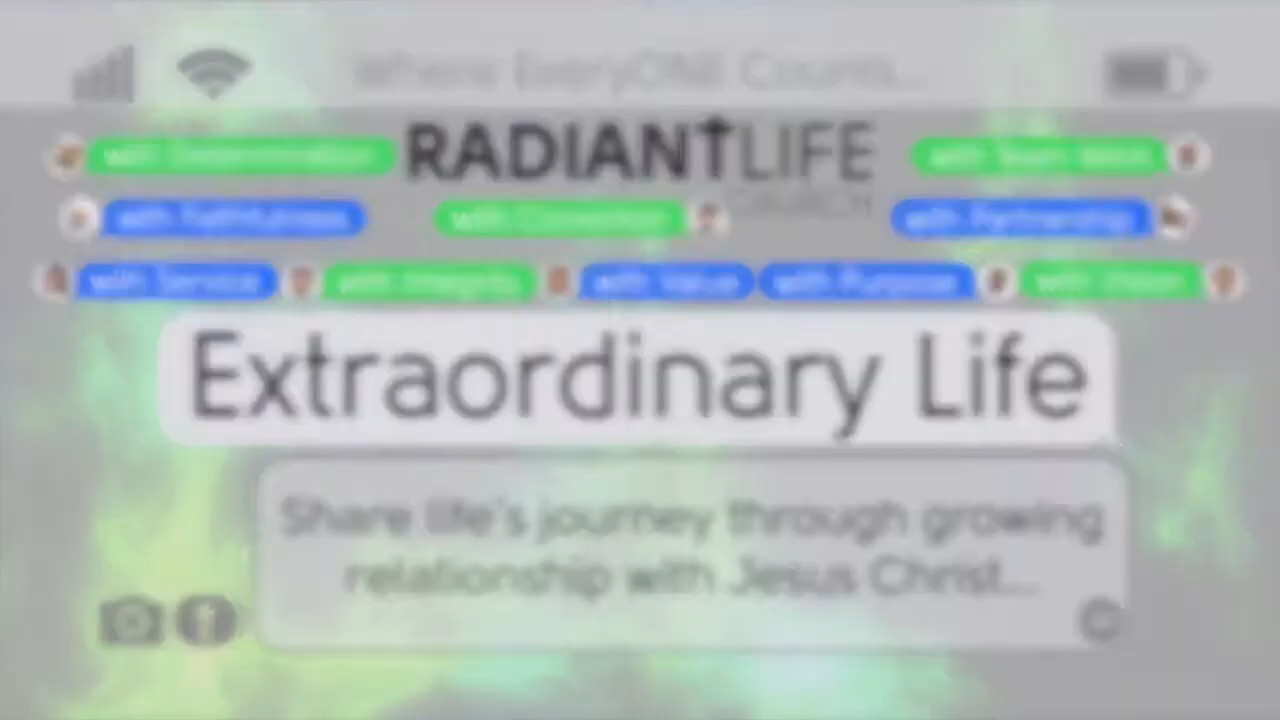 Where EveryONE Counts...
RADIANTLIFE
CHURCH
with Determination with Team Work
with Faithfulness with Connection with Partnership
with Service with Integrity with Value with Purpose with Vision
Extraordinary Life
Share life's journey through growing
relationship with Jesus Christ...